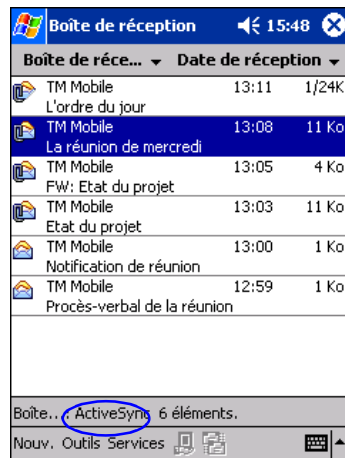 Boîte de réception 15:48
Boîte de réce... Date de réception
TM Mobile 13:11 1/24K
L'ordre du jour
TM Mobile 13:08 11 Ko
La réunion de mercredi
TM Mobile 13:05 4 Ko
FW: Etat du projet
TM Mobile 13:03 11 Ko
Etat du projet
TM Mobile 13:00 1 Ko
Notification de réunion
TM Mobile 12:59 1 Ko
Procès-verbal de la réunion
Boîte... ActiveSync 6 éléments.
Nouv. Outils Services